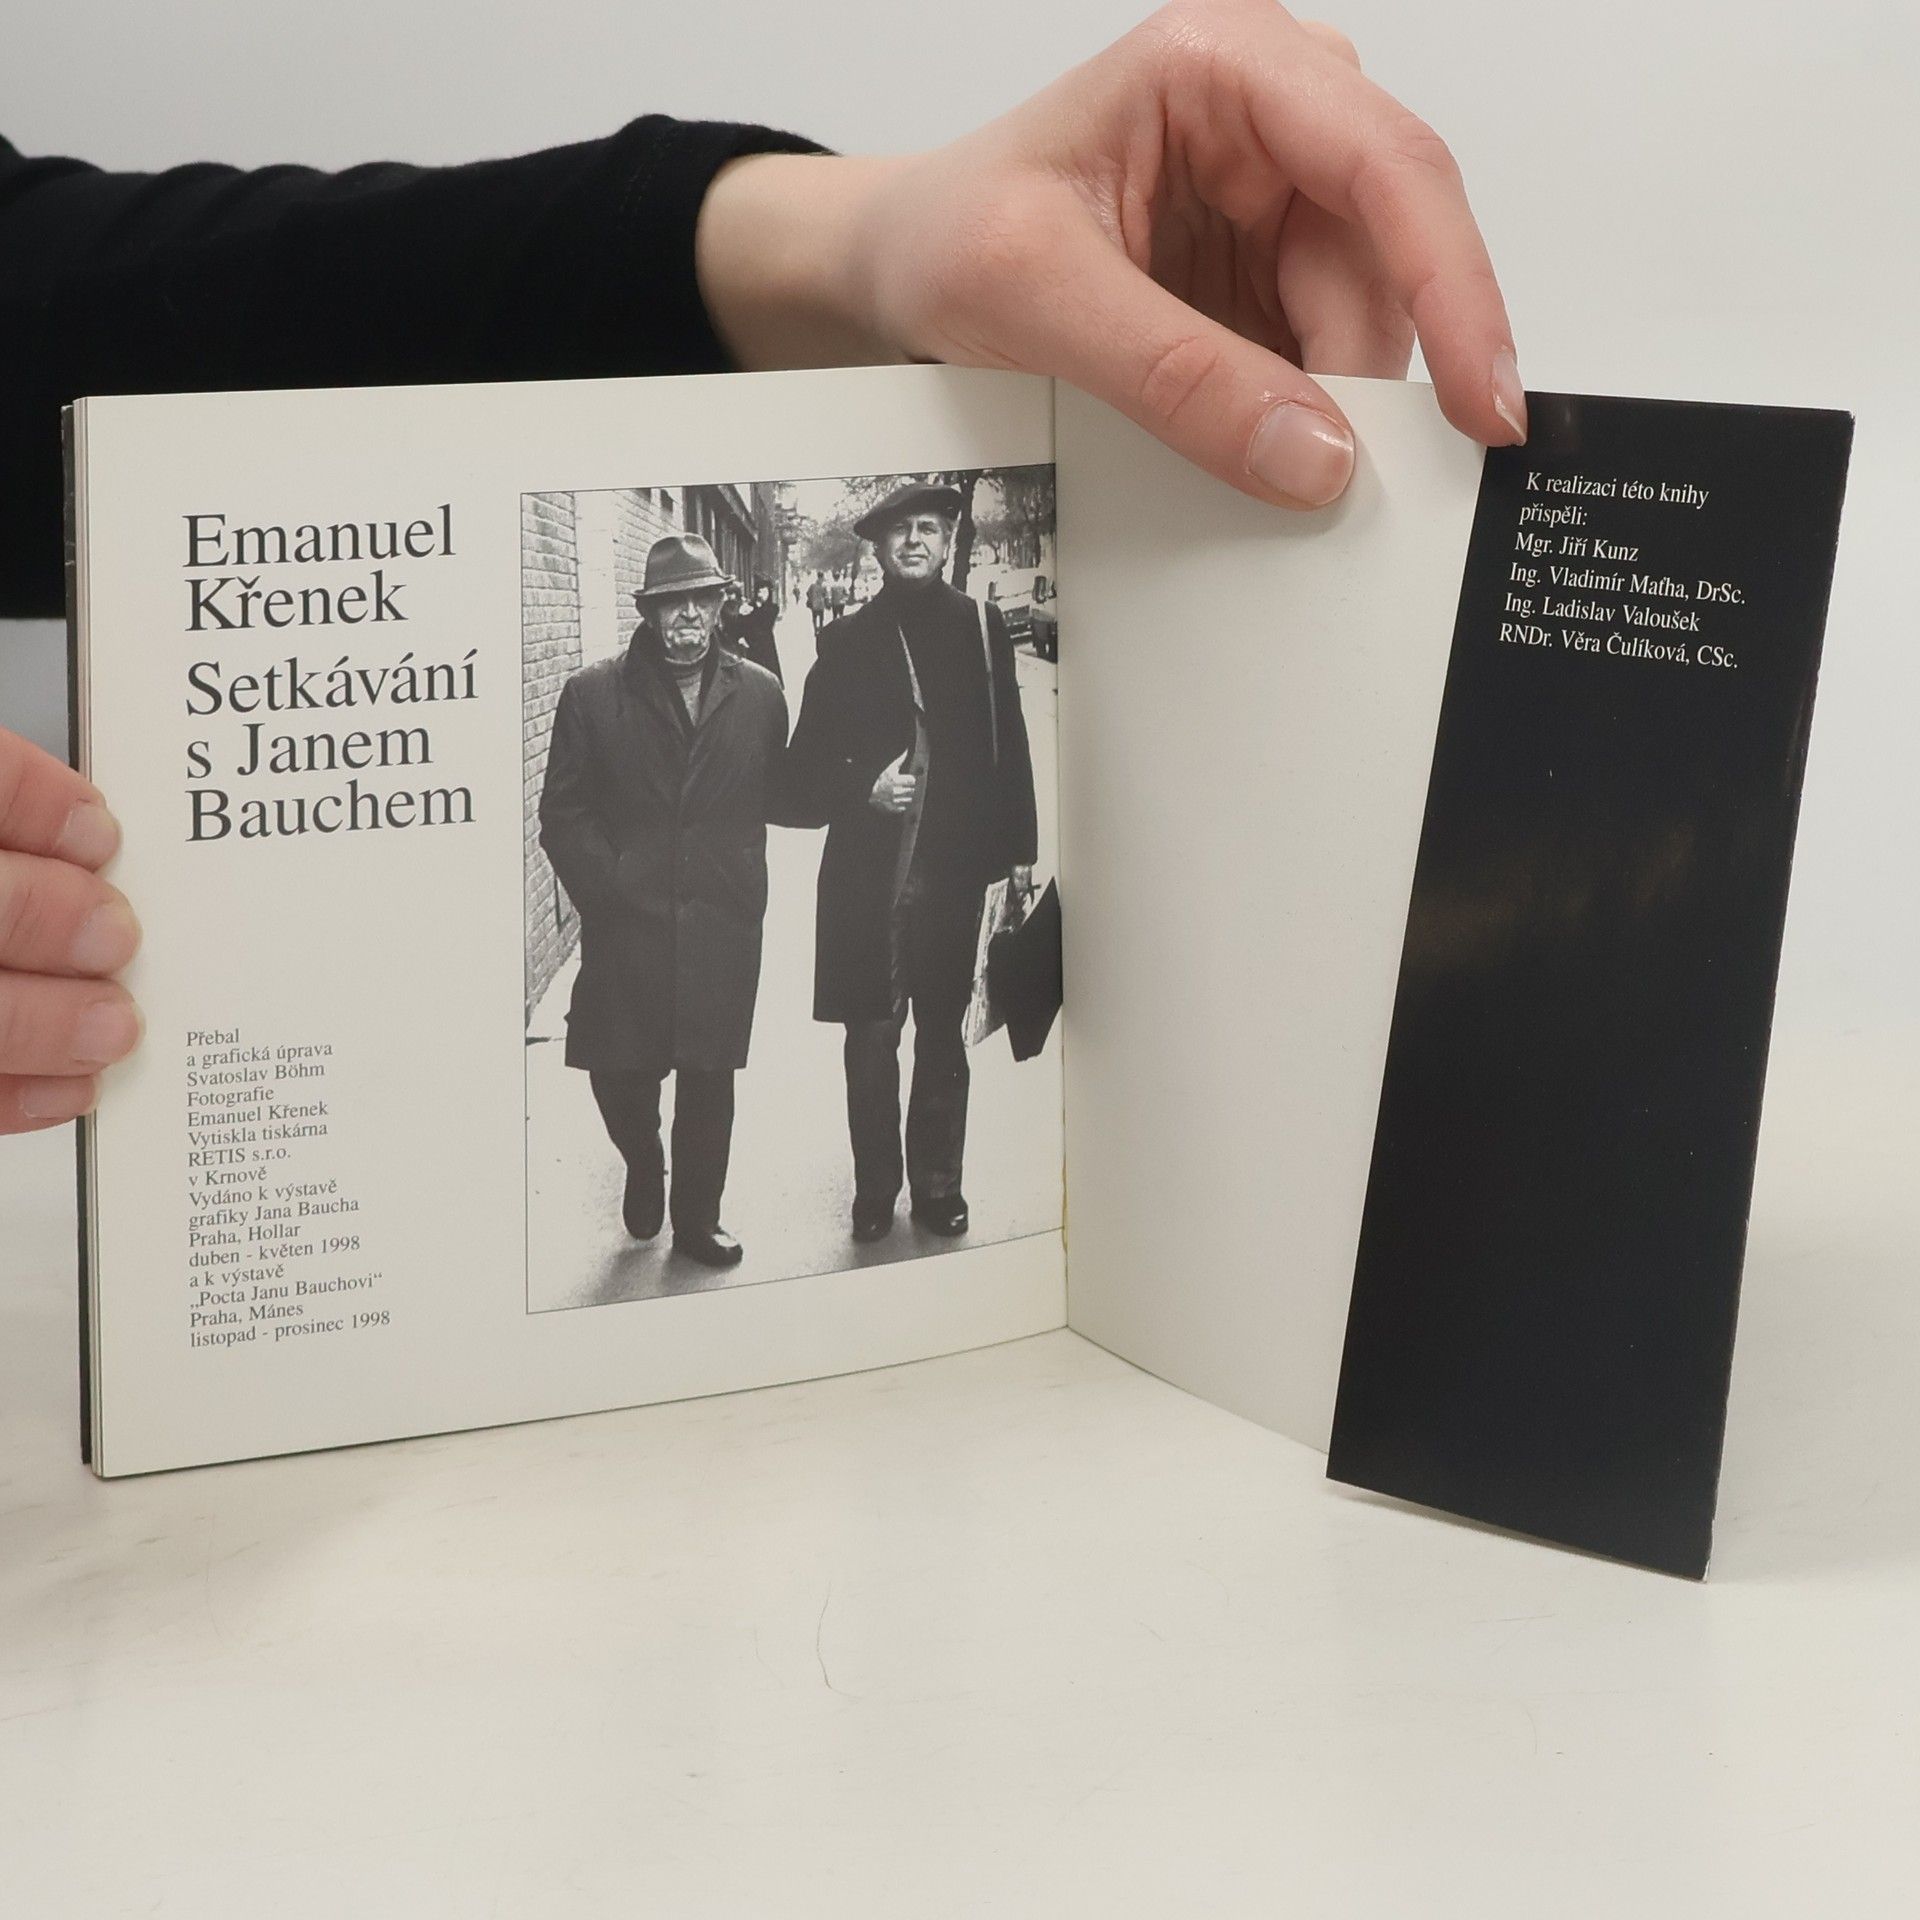 Emanuel
Křenek
Setkávání
s Janem
Bauchem
Přebal
a grafická úprava
Svatoslav Böhm
Fotografie
Emanuel Křenek
Vytiskla tiskárna
RETIS s.r.o.
v Krnově
Vydáno k výstavě
grafiky Jana Baucha
Praha, Hollar
duben - květen 1998
a k výstavě
„Pocta Janu Bauchovi“
Praha, Mánes
listopad - prosinec 1998
K realizaci této knihy
přispěli:
Mgr. Jiří Kunz
Ing. Vladimír Maťha, DrSc.
Ing. Ladislav Valoušek
RNDr. Věra Čulíková, CSc.